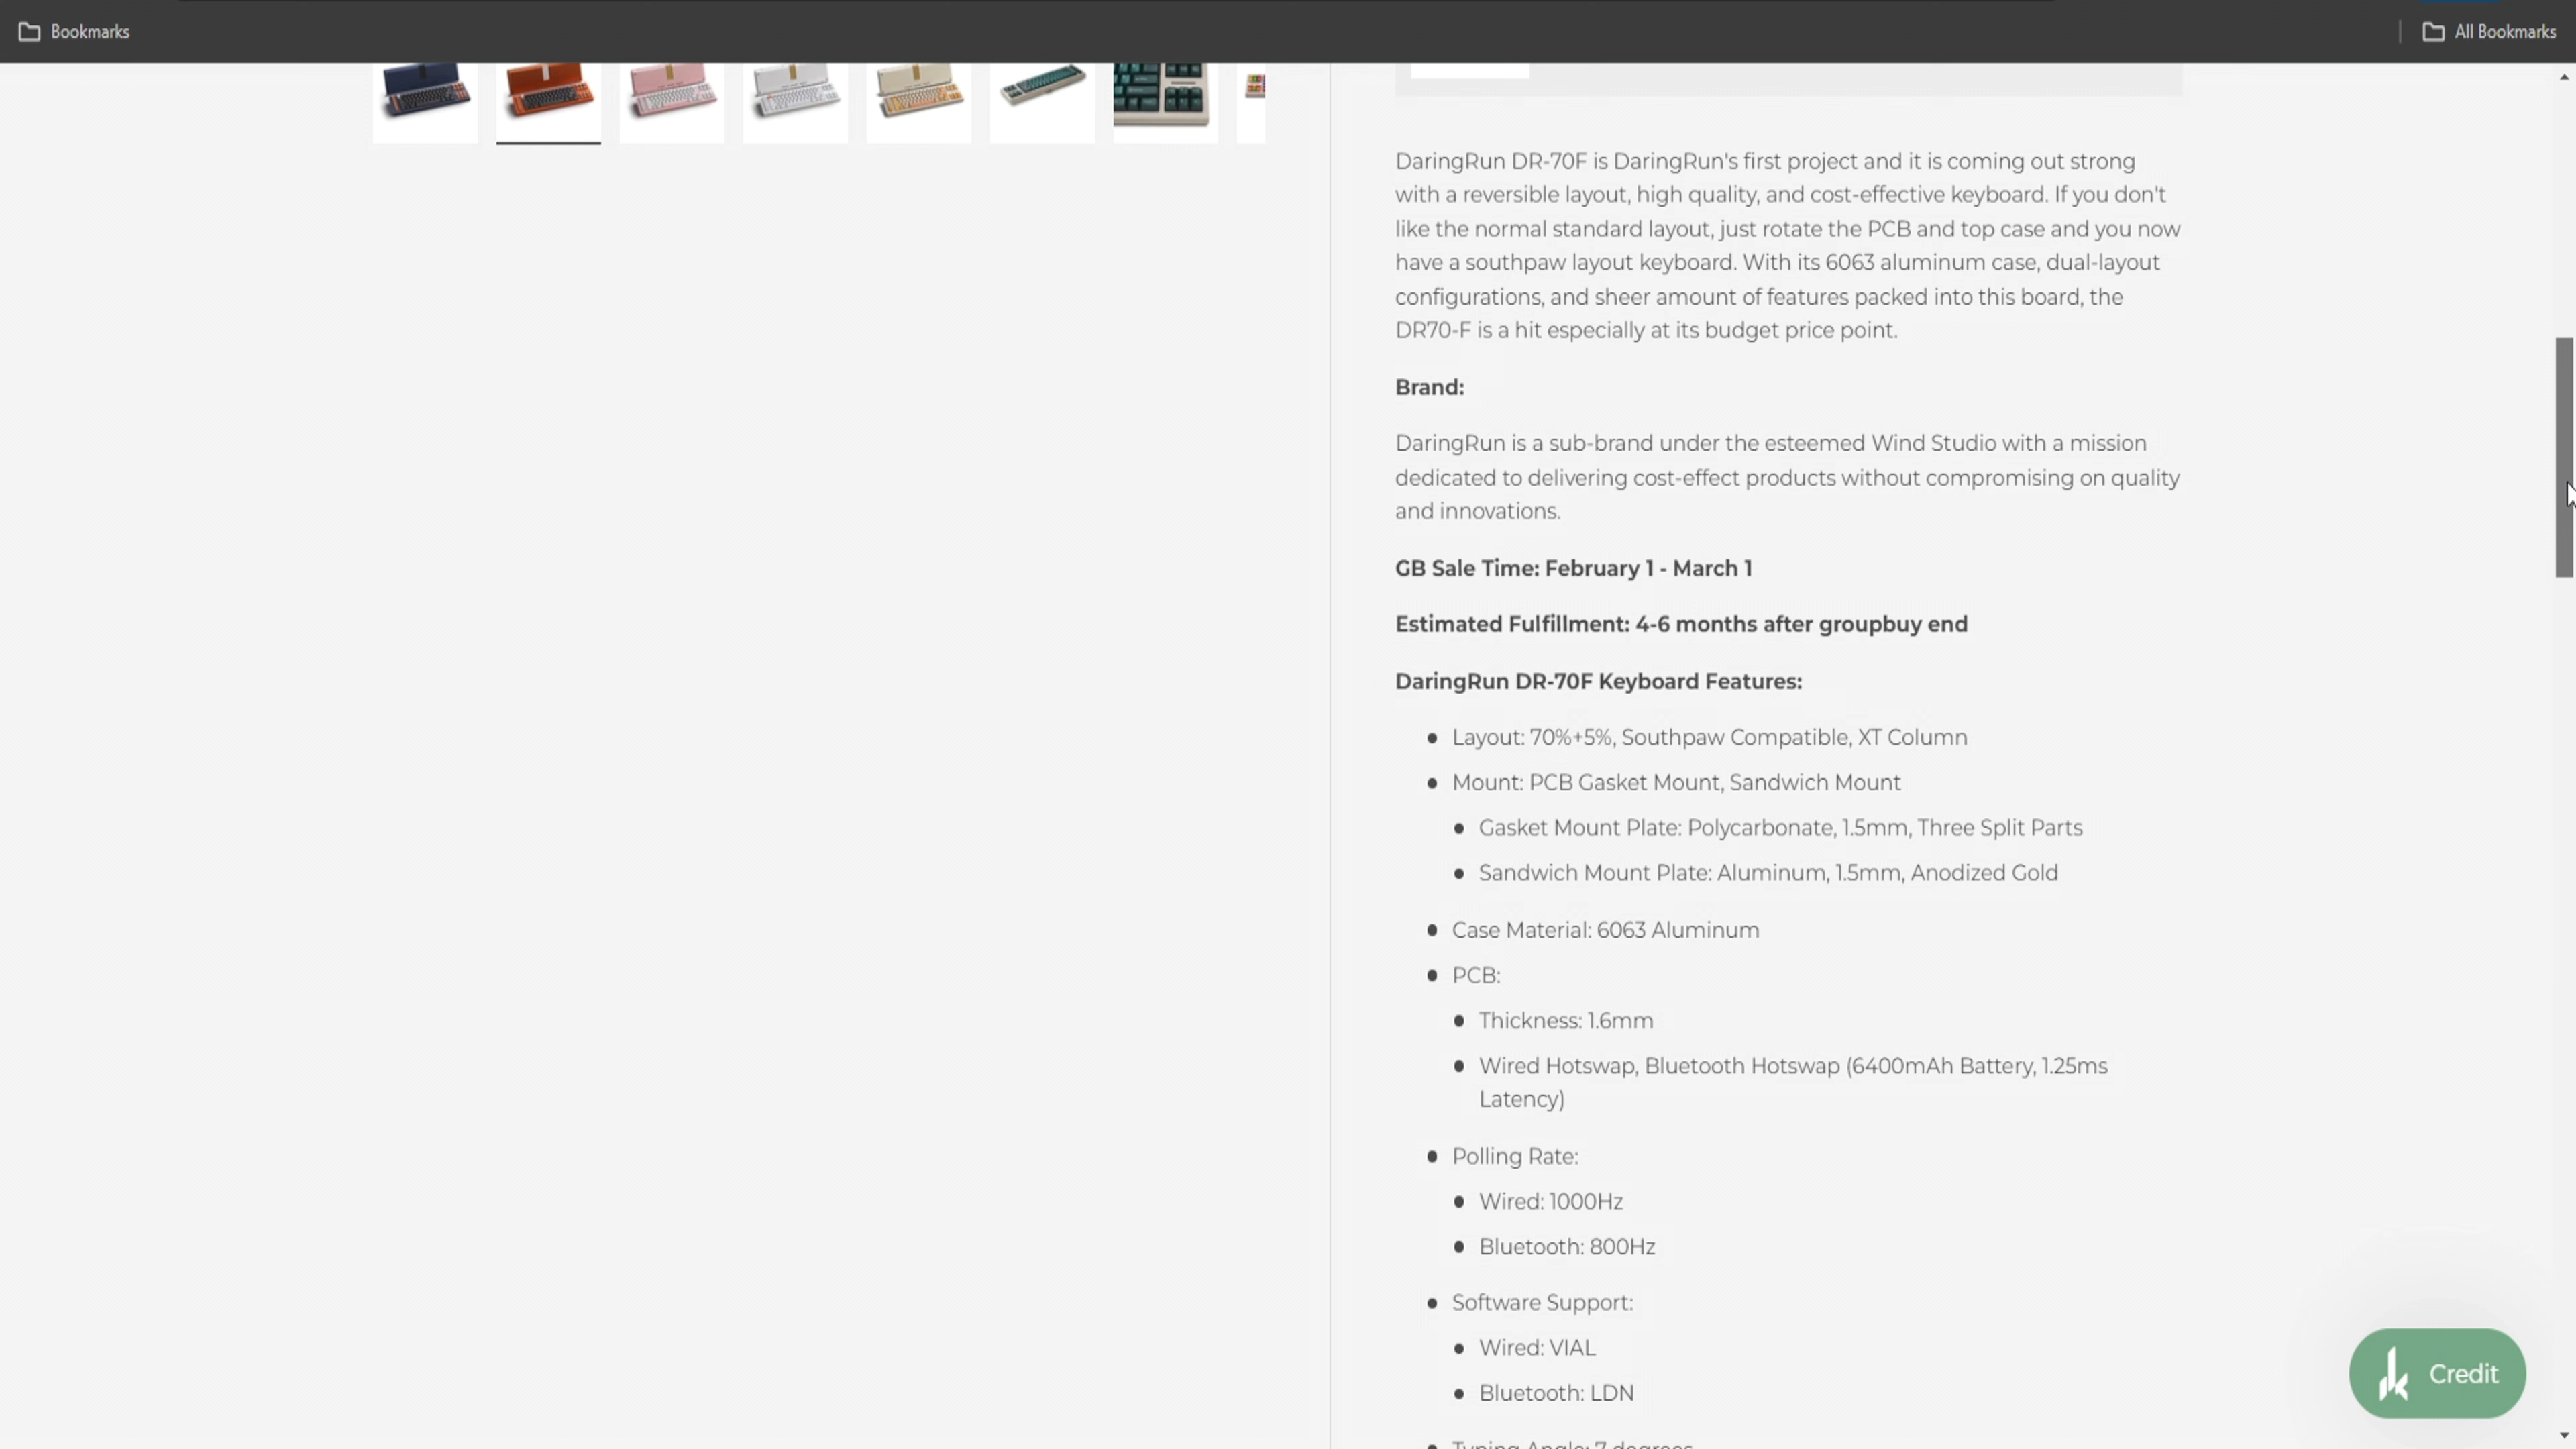 Bookmarks
All Bookmarks
DaringRun DR-70F is DaringRun's first project and it is coming out strong
with a reversible layout, high quality, and cost-effective keyboard. If you don't
like the normal standard layout, just rotate the PCB and top case and you now
have a southpaw layout keyboard. With its 6063 aluminum case, dual-layout
configurations, and sheer amount of features packed into this board, the
DR70-F is a hit especially at its budget price point.
Brand:
DaringRun is a sub-brand under the esteemed Wind Studio with a mission
dedicated to delivering cost-effect products without compromising on quality
and innovations.
GB Sale Time: February 1 - March 1
Estimated Fulfillment: 4-6 months after groupbuy end
DaringRun DR-70F Keyboard Features:
Layout: 70%+5%, Southpaw Compatible, XT Column
Mount: PCB Gasket Mount, Sandwich Mount
Gasket Mount Plate: Polycarbonate, 1.5mm, Three Split Parts
Sandwich Mount Plate: Aluminum, 1.5mm, Anodized Gold
Case Material: 6063 Aluminum
PCB:
Thickness: 1.6mm
Wired Hotswap, Bluetooth Hotswap (6400mAh Battery, 1.25ms
Latency)
Polling Rate:
Wired: 1000Hz
Bluetooth: 800Hz
Software Support:
Wired: VIAL
Bluetooth: LDN
Typing Angle: 7 degrees
Credit